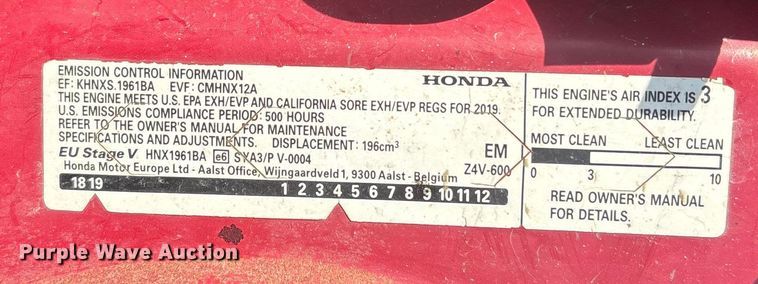 EMISSION CONTROL INFORMATION
HONDA
EF: KHNXS.1961BA EVF: CMHNX12A
THIS ENGINE MEETS U.S. EPA EXH/EVP AND CALIFORNIA SORE EXH/EVP REGS FOR 2019.
U.S. EMISSIONS COMPLIANCE PERIOD: 500 HOURS
REFER TO THE OWNER'S MANUAL FOR MAINTENANCE
SPECIFICATIONS AND ADJUSTMENTS. DISPLACEMENT: 196cm³
EU Stage V HNX1961BA e6 SYA3/P V-0004
EM
Honda Motor Europe Ltd - Aalst Office, Wijngaardveld 1, 9300 Aalst - Belgium
Z4V-600
18 19 1 2 3 4 5 6 7 8 9 10 11 12
THIS ENGINE'S AIR INDEX IS 3
FOR EXTENDED DURABILITY.
MOST CLEAN LEAST CLEAN
0 3 10
READ OWNER'S MANUAL
FOR DETAILS.
Purple Wave Auction